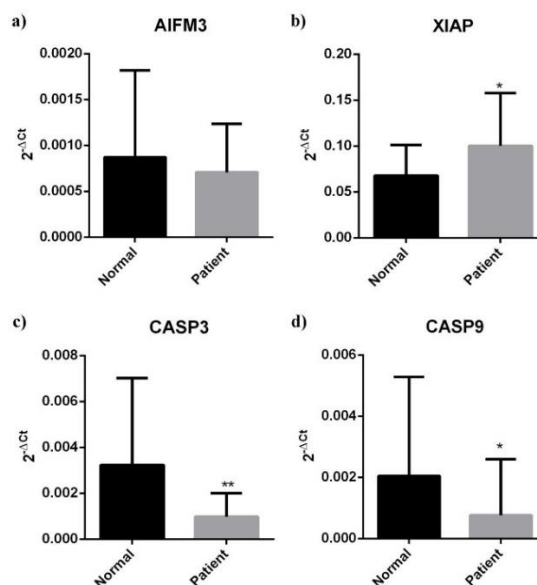 a)
AIFM3
2-ΔCt
0.0020
0.0015
0.0010
0.0005
0.0000
Normal
Patient
b)
XIAP
2-ΔCt
0.20
0.15
0.10
0.05
0.00
*
Normal
Patient
c)
CASP3
2-ΔCt
0.008
0.006
0.004
0.002
0.000
**
Normal
Patient
d)
CASP9
2-ΔCt
0.006
0.004
0.002
0.000
*
Normal
Patient